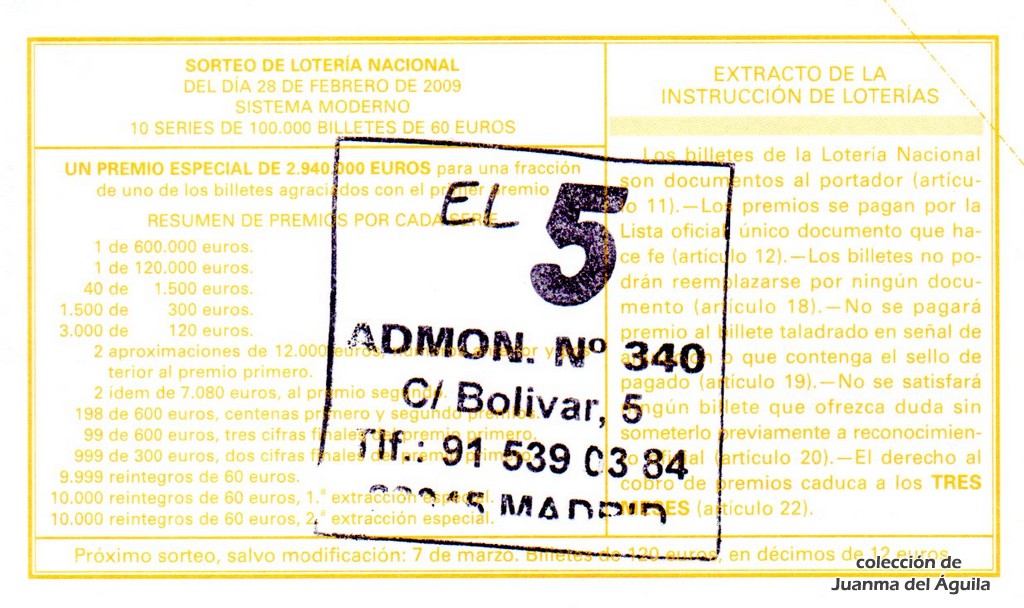 SORTEO DE LOTERÍA NACIONAL
DEL DÍA 28 DE FEBRERO DE 2009
SISTEMA MODERNO
10 SERIES DE 100.000 BILLETES DE 60 EUROS
UN PREMIO ESPECIAL DE 2.940.000 EUROS para una fracción
de uno de los billetes agraciados con el primer premio
RESUMEN DE PREMIOS POR CADA SERIE
1 de 600.000 euros.
1 de 120.000 euros.
40 de 1.500 euros.
1.500 de 300 euros.
3.000 de 120 euros.
2 aproximaciones de 12.000 euros, anterior y
terior al premio primero.
2 ídem de 7.080 euros, al premio segundo.
198 de 600 euros, centenas primero y segundo premio.
99 de 600 euros, tres cifras finales del premio primero.
999 de 300 euros, dos cifras finales del premio primero.
9.999 reintegros de 60 euros.
10.000 reintegros de 60 euros, 1.ª extracción especial.
10.000 reintegros de 60 euros, 2.ª extracción especial.
EXTRACTO DE LA
INSTRUCCIÓN DE LOTERÍAS
Los billetes de la Lotería Nacional
son documentos al portador (artícu-
lo 11).—Los premios se pagan por la
Lista oficial, único documento que ha-
ce fe (artículo 12).—Los billetes no po-
drán reemplazarse por ningún docu-
mento (artículo 18).—No se pagará
premio al billete taladrado en señal de
o que contenga el sello de
pagado (artículo 19).—No se satisfará
ningún billete que ofrezca duda sin
someterlo previamente a reconocimien-
to oficial (artículo 20).—El derecho al
cobro de premios caduca a los TRES
MESES (artículo 22).
Próximo sorteo, salvo modificación: 7 de marzo. Billetes de 120 euros, en décimos de 12 euros
EL 5
ADMON. Nº 340
C/ Bolivar, 5
Tlf.: 91 539 03 84
28045 MADRID
colección de
Juanma del Águila